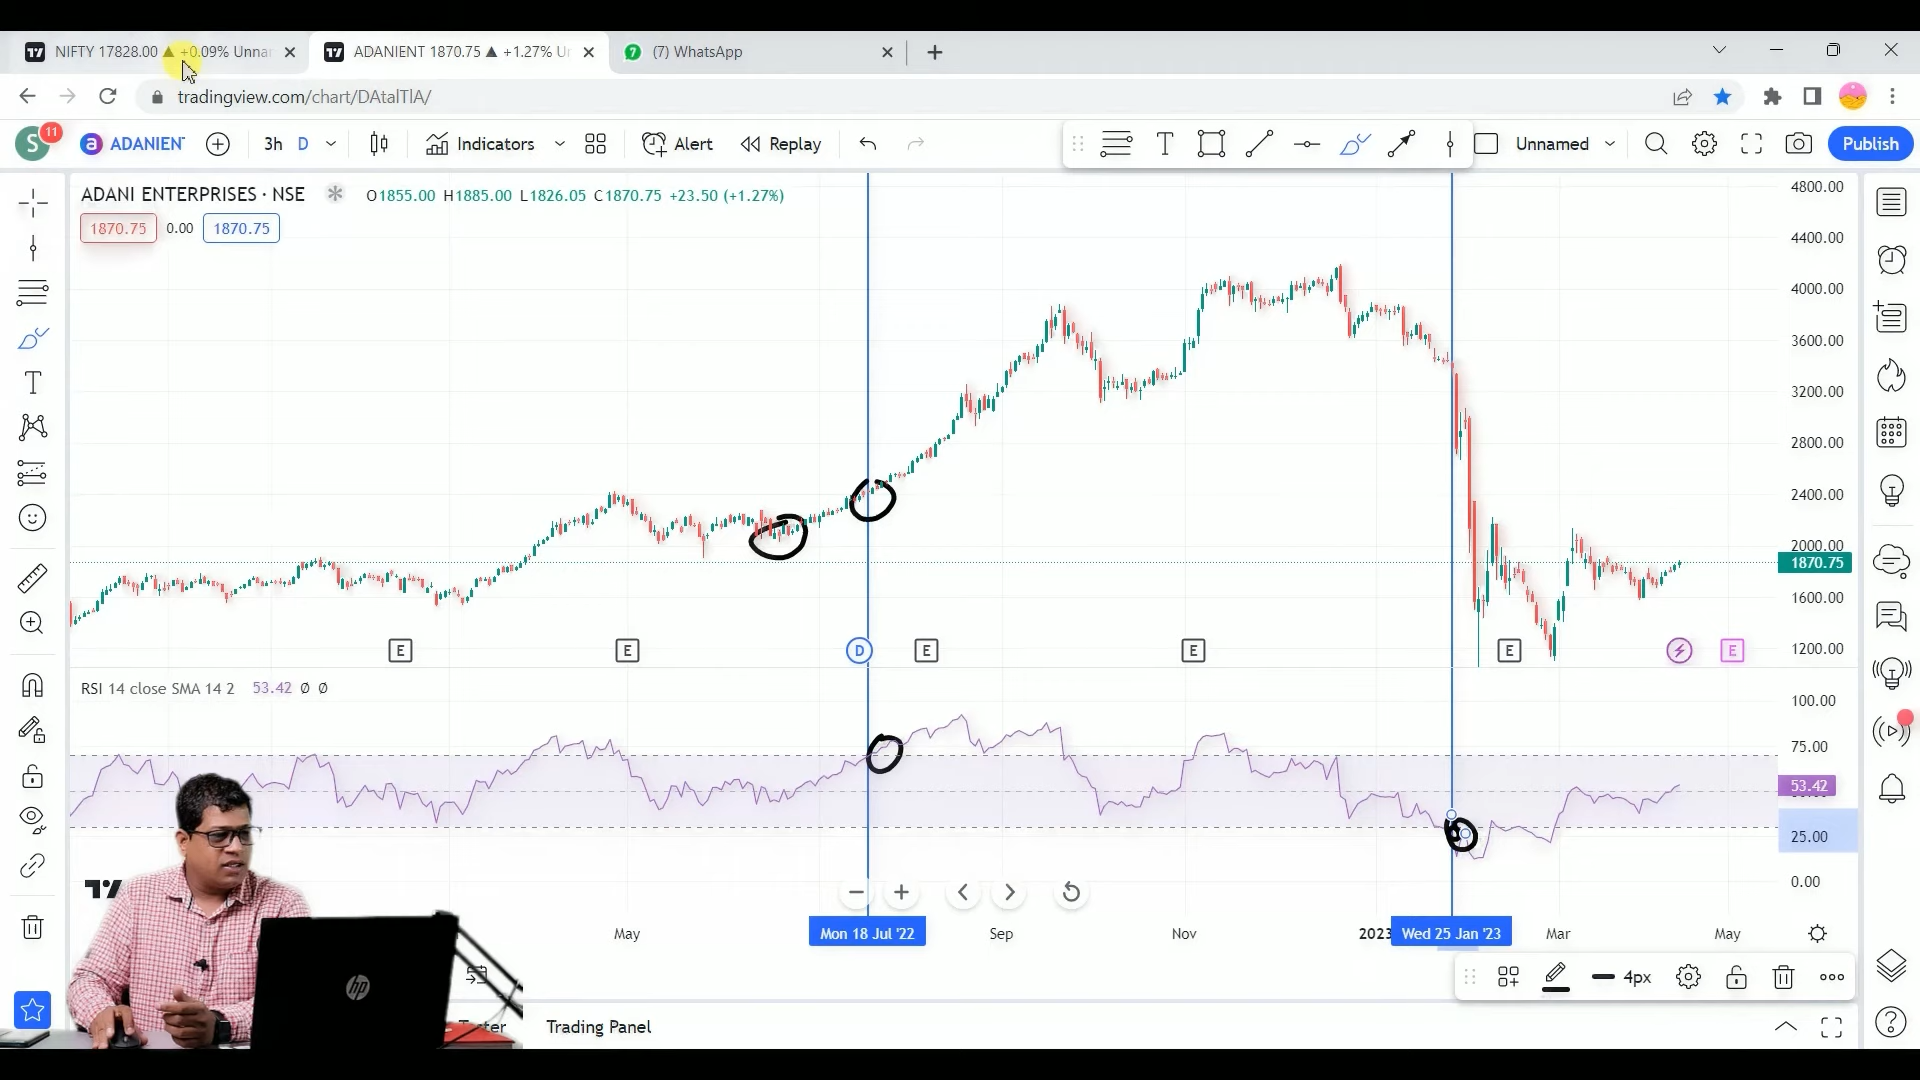 NIFTY 17828.00 ▲ +0.09% Unna
ADANIENT 1870.75 ▲ +1.27% U
(7) WhatsApp
tradingview.com/chart/DAtalTlA/
S
11
a ADANIEN
3h D
Indicators
Alert
Replay
Unnamed
Publish
ADANI ENTERPRISES · NSE
O1855.00 H1885.00 L1826.05 C1870.75 +23.50 (+1.27%)
1870.75 0.00 1870.75
4800.00
4400.00
4000.00
3600.00
3200.00
2800.00
2400.00
2000.00
1870.75
1600.00
1200.00
E E D E E E E
RSI 14 close SMA 14 2 53.42 Ø Ø
100.00
75.00
53.42
25.00
0.00
May Mon 18 Jul '22 Sep Nov 2023 Wed 25 Jan '23 Mar May
4px
hp
Trading Panel